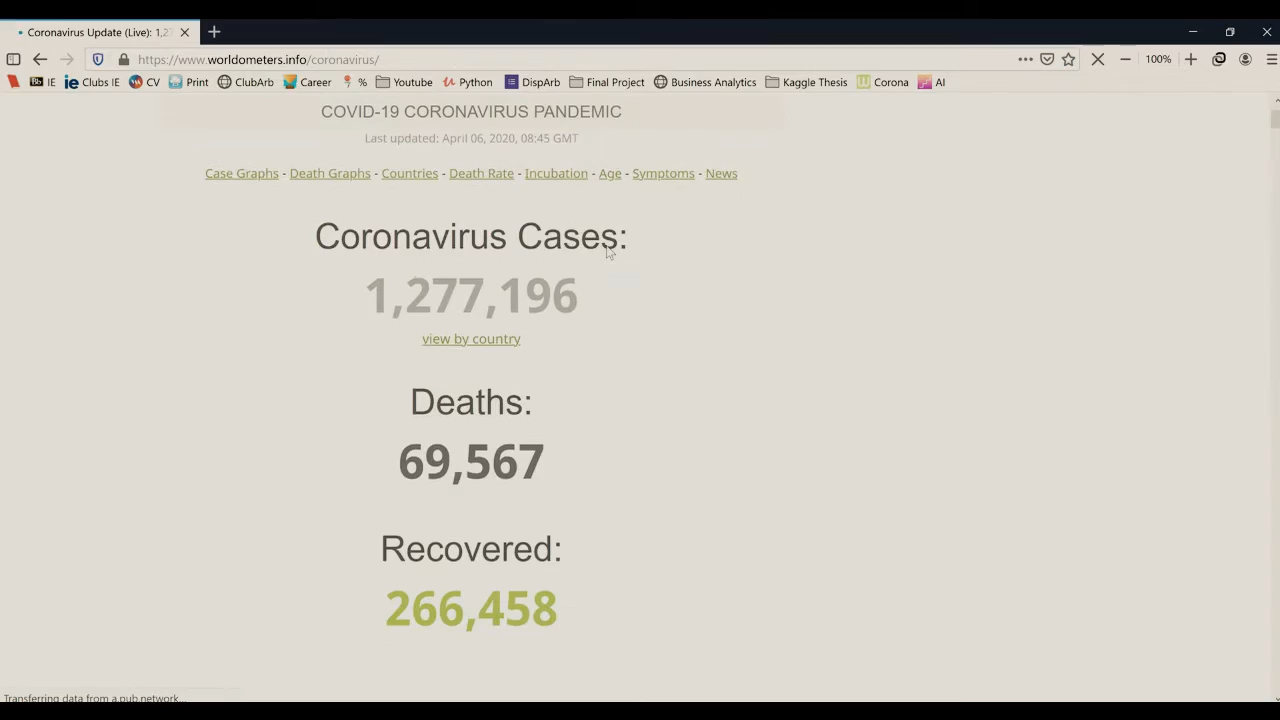 Coronavirus Update (Live): 1,27
https://www.worldometers.info/coronavirus/
100%
Bb IE ie Clubs IE CV Print ClubArb Career % Youtube Python DispArb Final Project Business Analytics Kaggle Thesis Corona AI
COVID-19 CORONAVIRUS PANDEMIC
Last updated: April 06, 2020, 08:45 GMT
Case Graphs - Death Graphs - Countries - Death Rate - Incubation - Age - Symptoms - News
Coronavirus Cases:
1,277,196
view by country
Deaths:
69,567
Recovered:
266,458
Transferring data from a.pub.network...